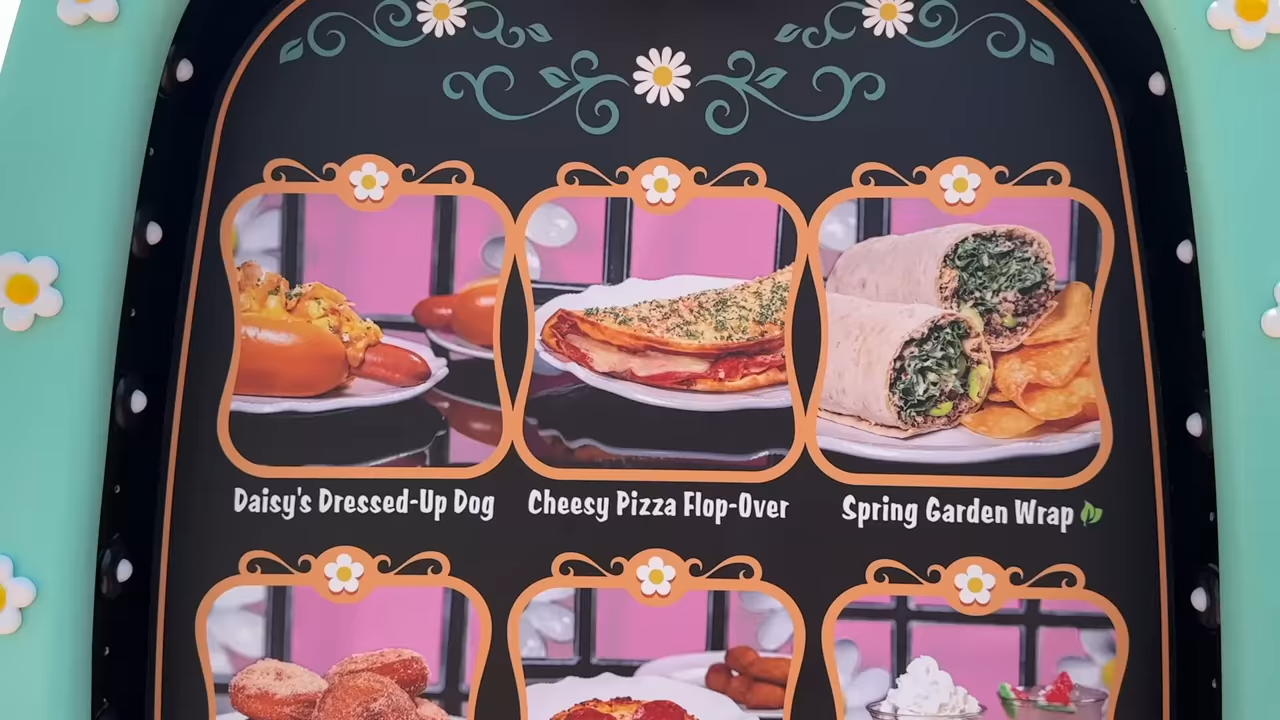 Daisy's Dressed-Up Dog
Cheesy Pizza Flop-Over
Spring Garden Wrap